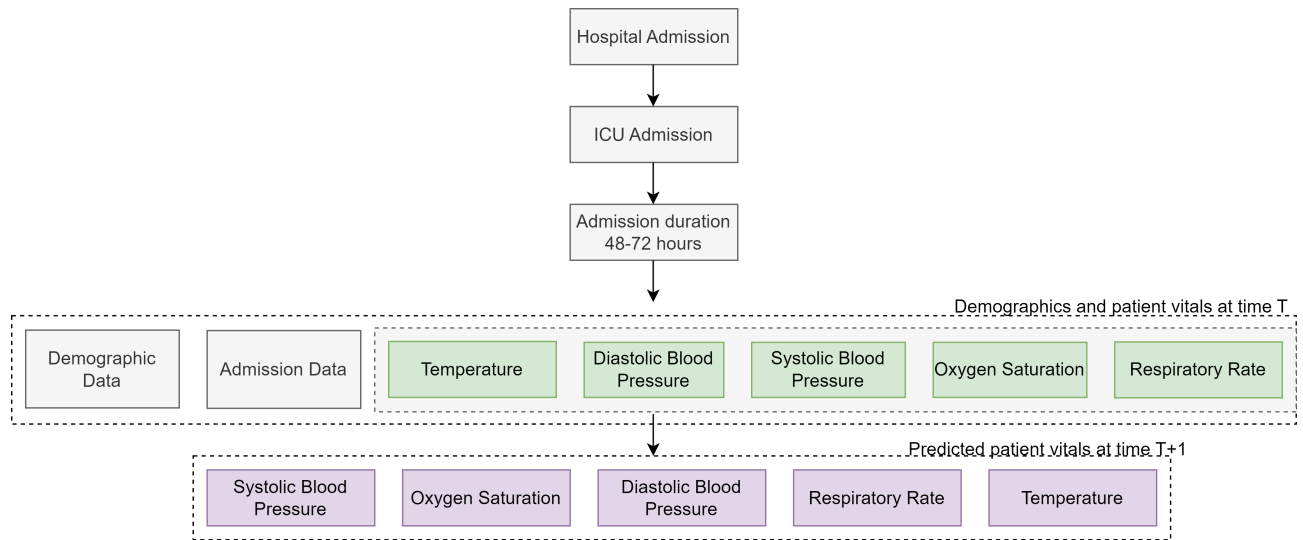 Hospital Admission
ICU Admission
Admission duration
48-72 hours
Demographics and patient vitals at time T
Demographic
Data
Admission Data
Temperature
Diastolic Blood
Pressure
Systolic Blood
Pressure
Oxygen Saturation
Respiratory Rate
Predicted patient vitals at time T+1
Systolic Blood
Pressure
Oxygen Saturation
Diastolic Blood
Pressure
Respiratory Rate
Temperature